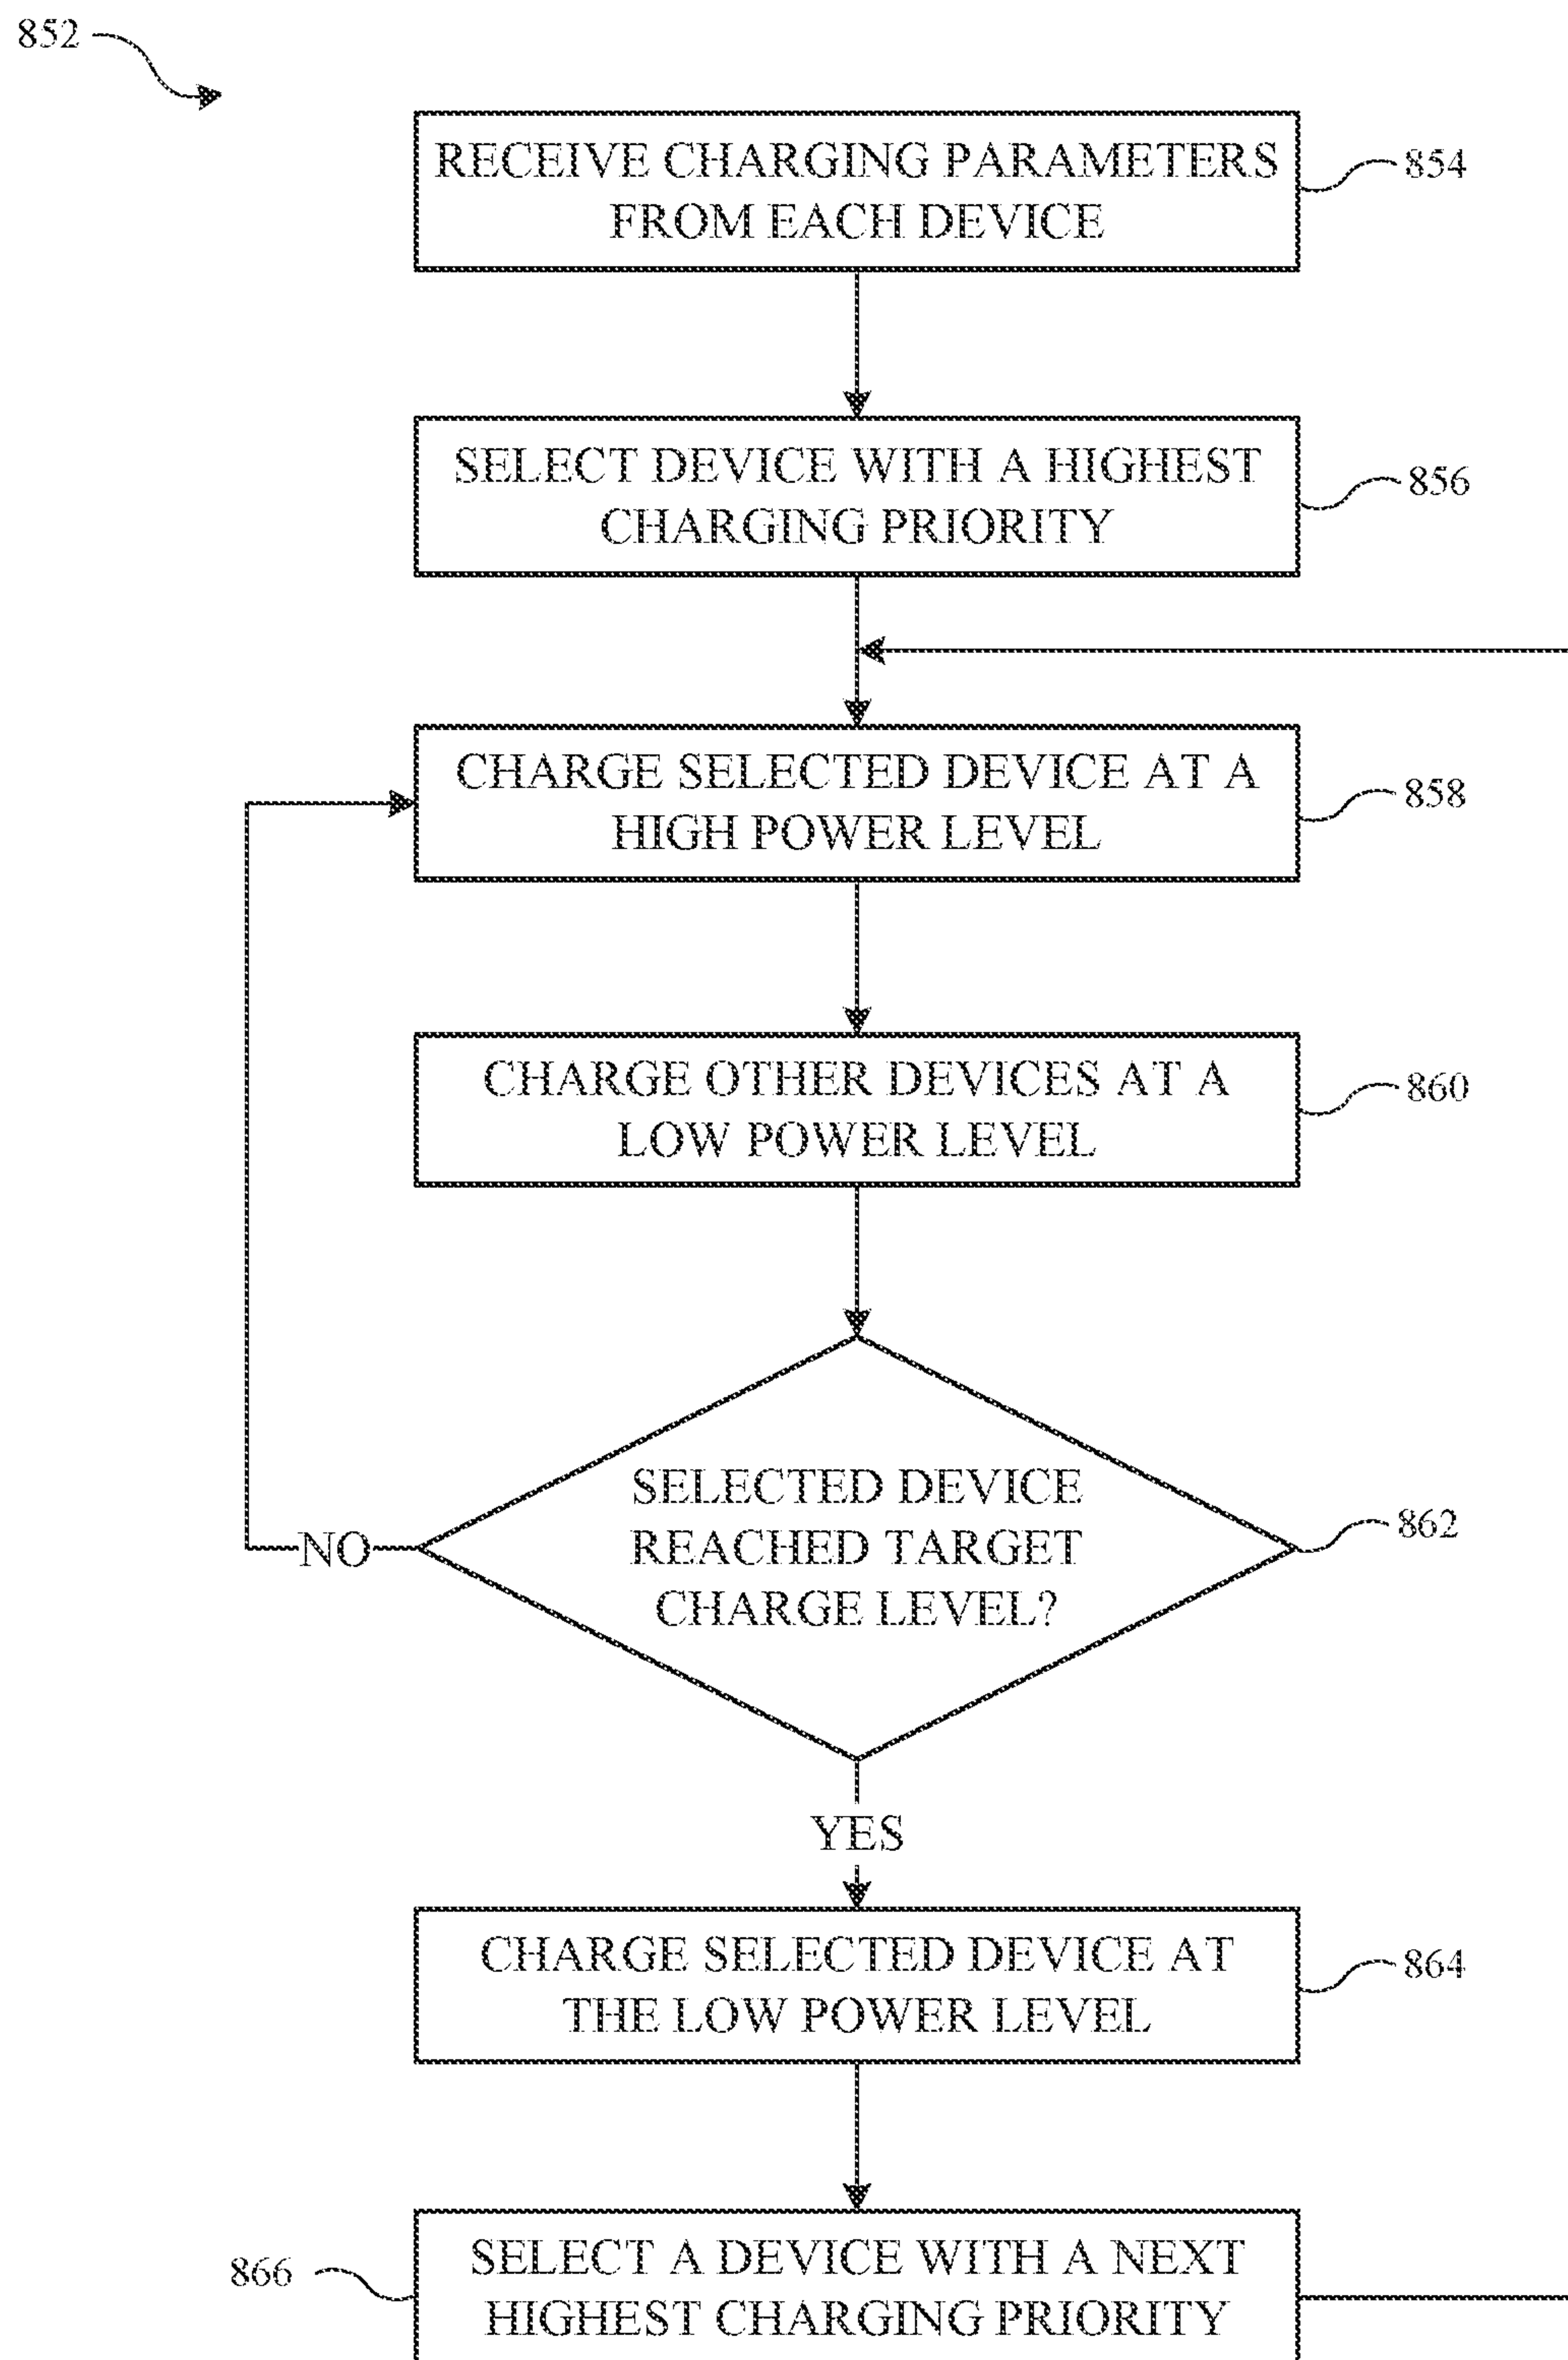 852
RECEIVE CHARGING PARAMETERS
FROM EACH DEVICE
854
SELECT DEVICE WITH A HIGHEST
CHARGING PRIORITY
856
CHARGE SELECTED DEVICE AT A
HIGH POWER LEVEL
858
CHARGE OTHER DEVICES AT A
LOW POWER LEVEL
860
SELECTED DEVICE
REACHED TARGET
CHARGE LEVEL?
862
NO
YES
CHARGE SELECTED DEVICE AT
THE LOW POWER LEVEL
864
866
SELECT A DEVICE WITH A NEXT
HIGHEST CHARGING PRIORITY